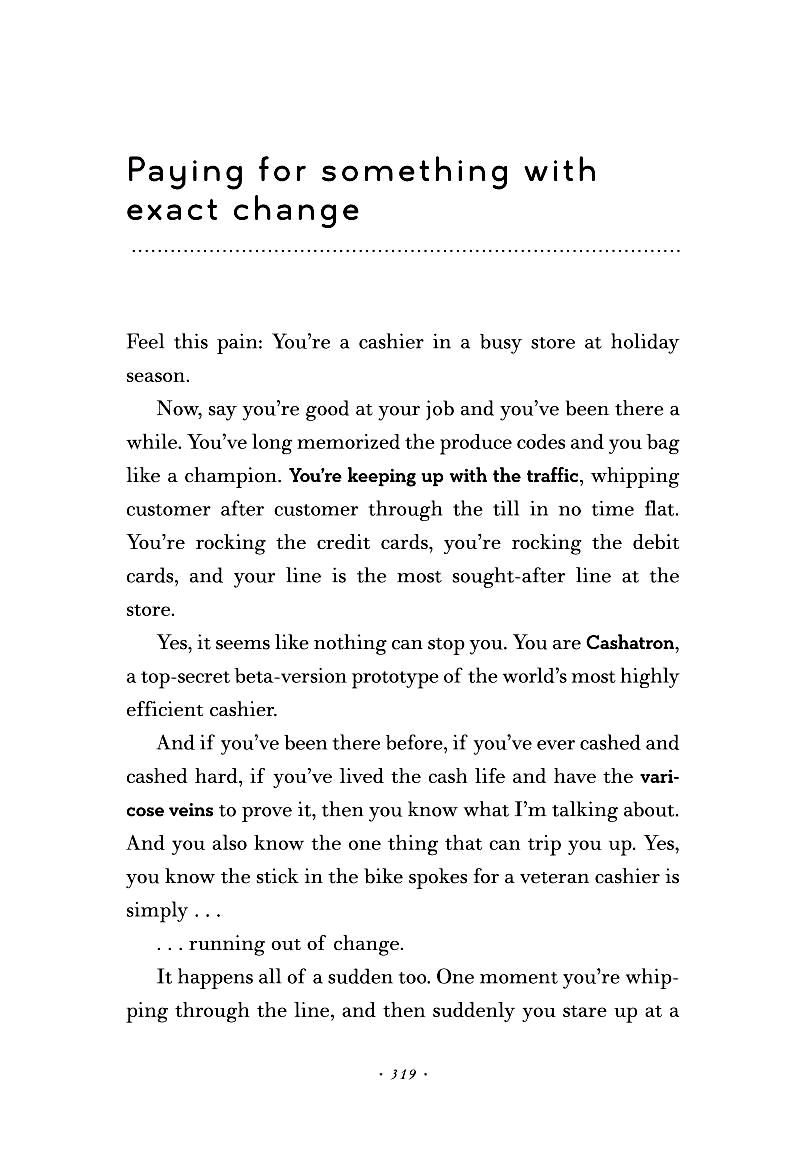 Paying for something with
exact change
Feel this pain: You’re a cashier in a busy store at holiday
season.
Now, say you’re good at your job and you’ve been there a
while. You’ve long memorized the produce codes and you bag
like a champion. You’re keeping up with the traffic, whipping
customer after customer through the till in no time flat.
You’re rocking the credit cards, you’re rocking the debit
cards, and your line is the most sought-after line at the
store.
Yes, it seems like nothing can stop you. You are Cashatron,
a top-secret beta-version prototype of the world’s most highly
efficient cashier.
And if you’ve been there before, if you’ve ever cashed and
cashed hard, if you’ve lived the cash life and have the vari-
cose veins to prove it, then you know what I’m talking about.
And you also know the one thing that can trip you up. Yes,
you know the stick in the bike spokes for a veteran cashier is
simply . . .
. . . running out of change.
It happens all of a sudden too. One moment you’re whip-
ping through the line, and then suddenly you stare up at a
· 319 ·